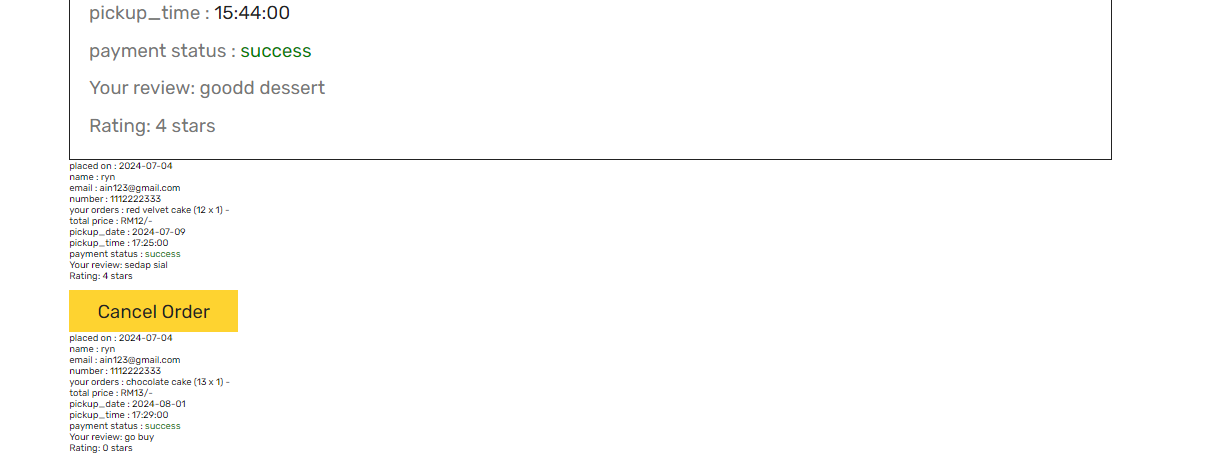 pickup_time : 15:44:00
payment status : success
Your review: goodd dessert
Rating: 4 stars
placed on : 2024-07-04
name : ryn
email : ain123@gmail.com
number : 1112222333
your orders : red velvet cake (12 x 1) -
total price : RM12/-
pickup_date : 2024-07-09
pickup_time : 17:25:00
payment status : success
Your review: sedap sial
Rating: 4 stars
Cancel Order
placed on : 2024-07-04
name : ryn
email : ain123@gmail.com
number : 1112222333
your orders : chocolate cake (13 x 1) -
total price : RM13/-
pickup_date : 2024-08-01
pickup_time : 17:29:00
payment status : success
Your review: go buy
Rating: 0 stars